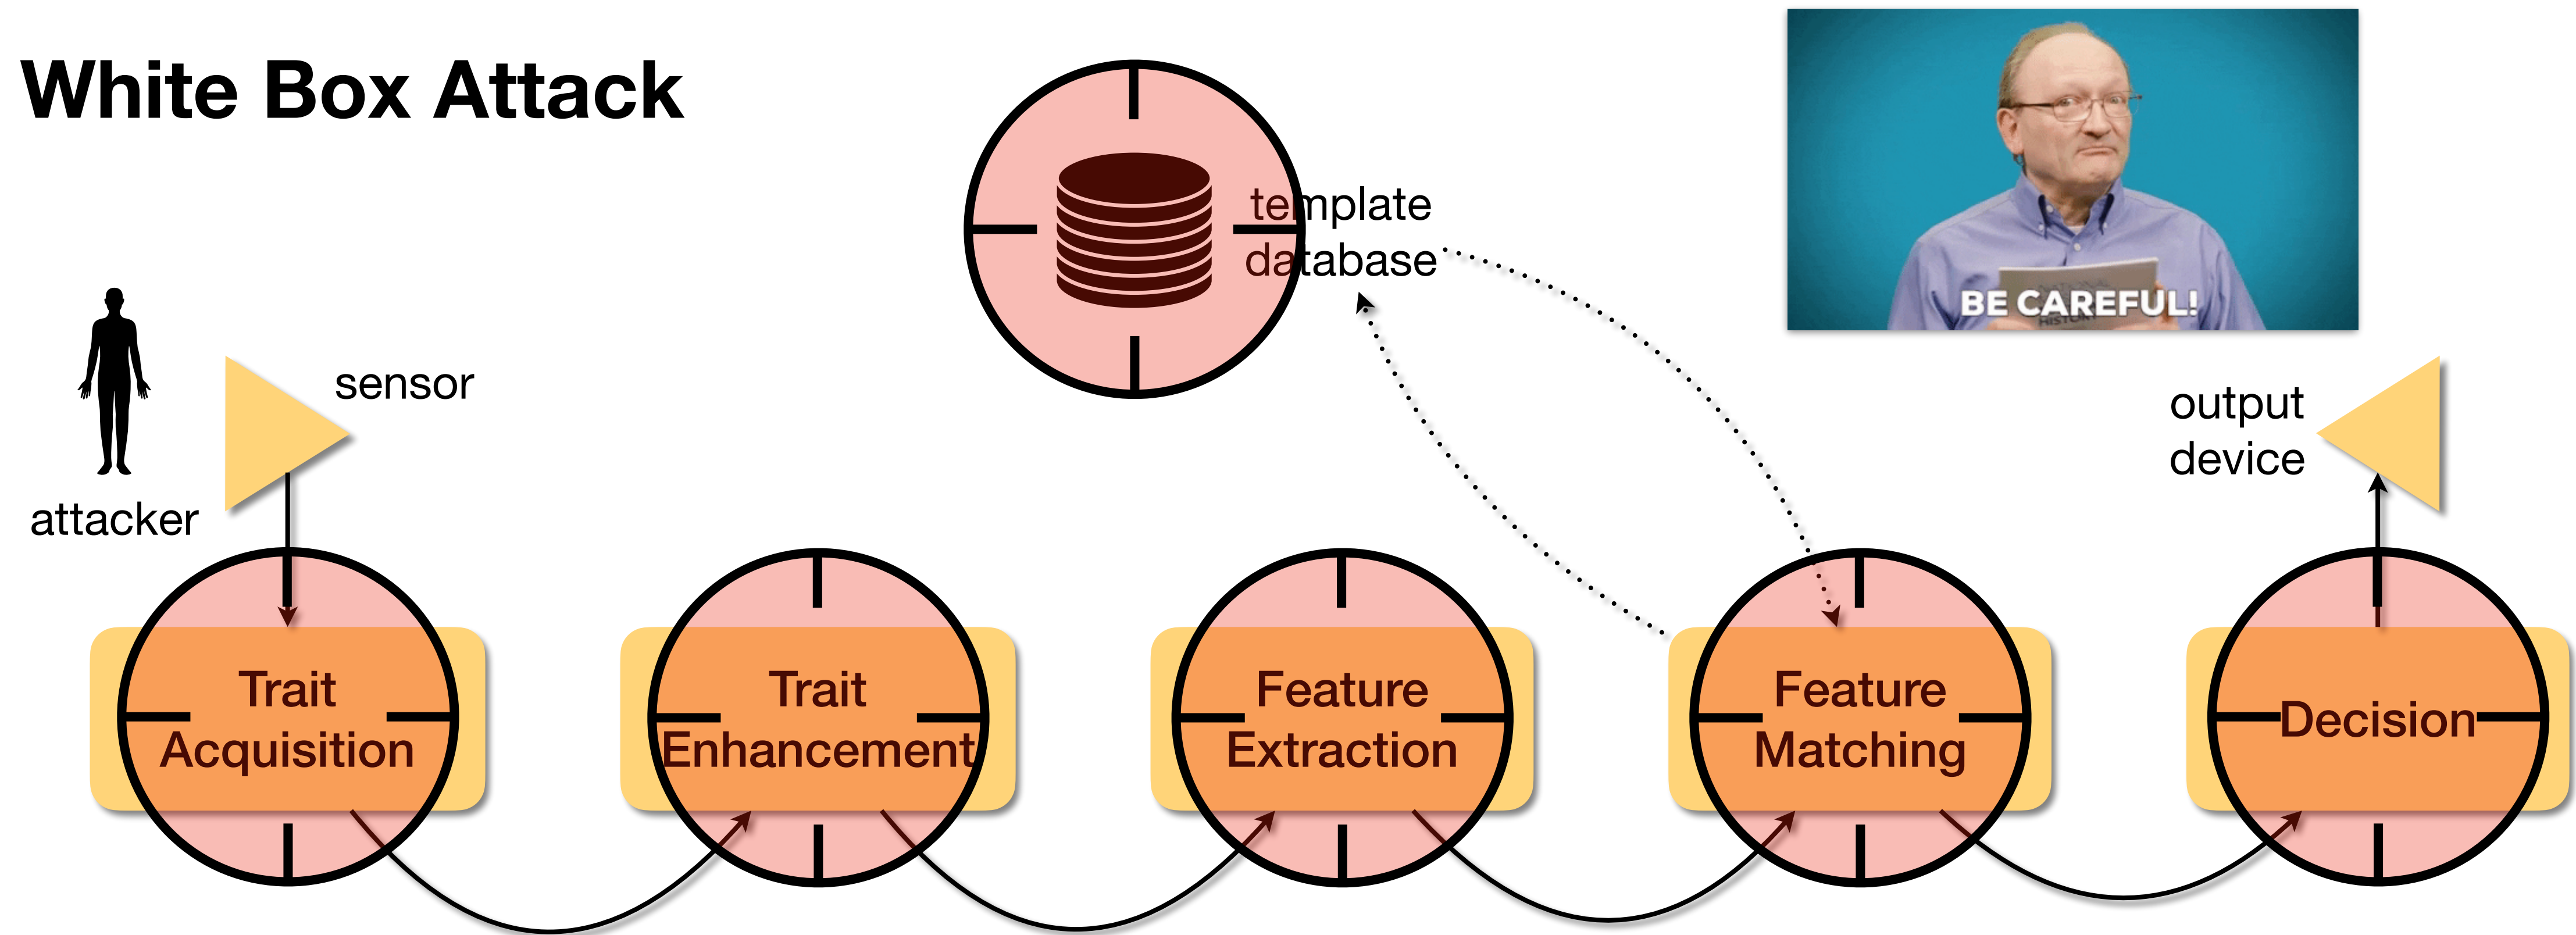 White Box Attack
template
database
BE CAREFUL!
HISTORY
sensor
attacker
output
device
Trait
Acquisition
Trait
Enhancement
Feature
Extraction
Feature
Matching
Decision